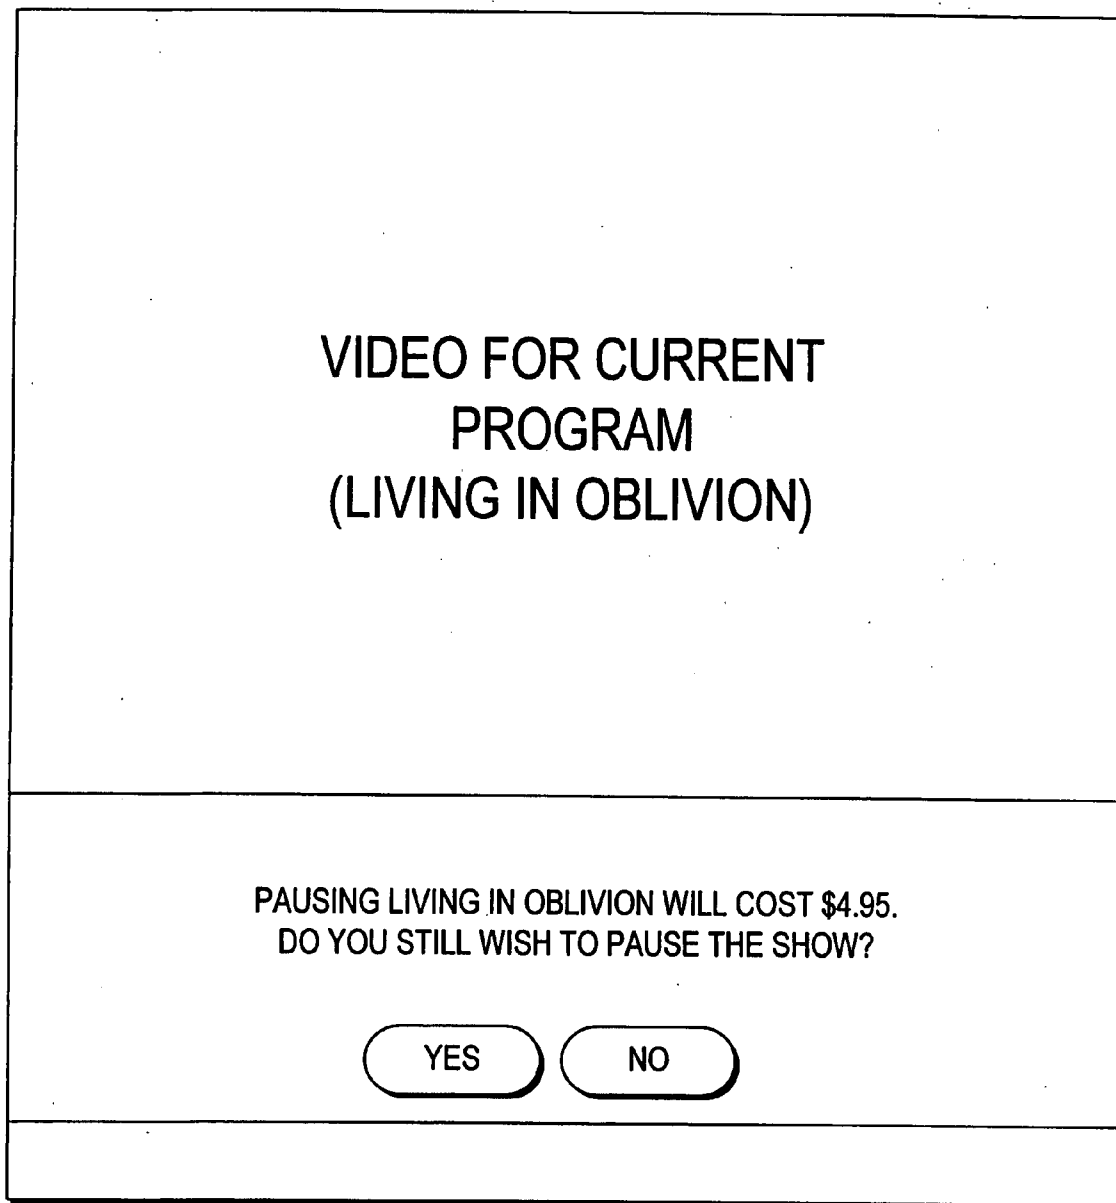 VIDEO FOR CURRENT
PROGRAM
(LIVING IN OBLIVION)
PAUSING LIVING IN OBLIVION WILL COST $4.95.
DO YOU STILL WISH TO PAUSE THE SHOW?
YES NO